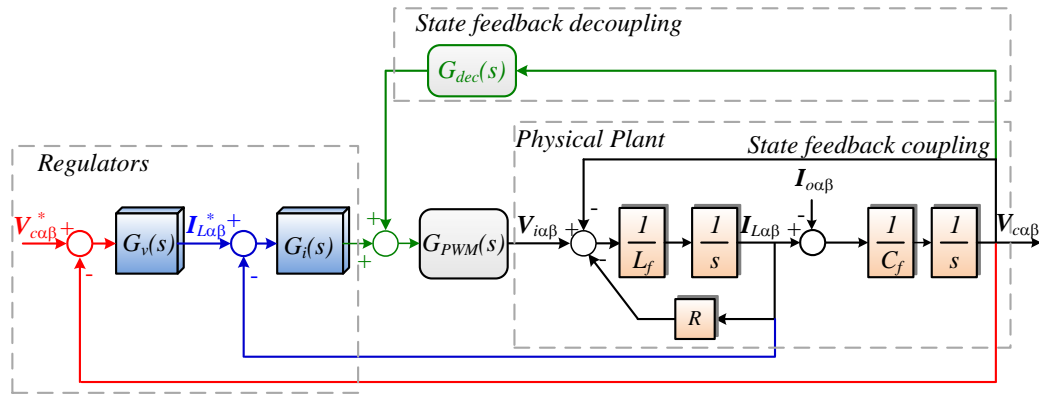 State feedback decoupling
G_dec(s)
Physical Plant
State feedback coupling
Regulators
I_oαβ
V_cαβ^* + - G_v(s) I_Lαβ^* + - G_i(s) + + G_PWM(s) V_iαβ + - - 1/L_f 1/s I_Lαβ + - 1/C_f 1/s V_cαβ
R